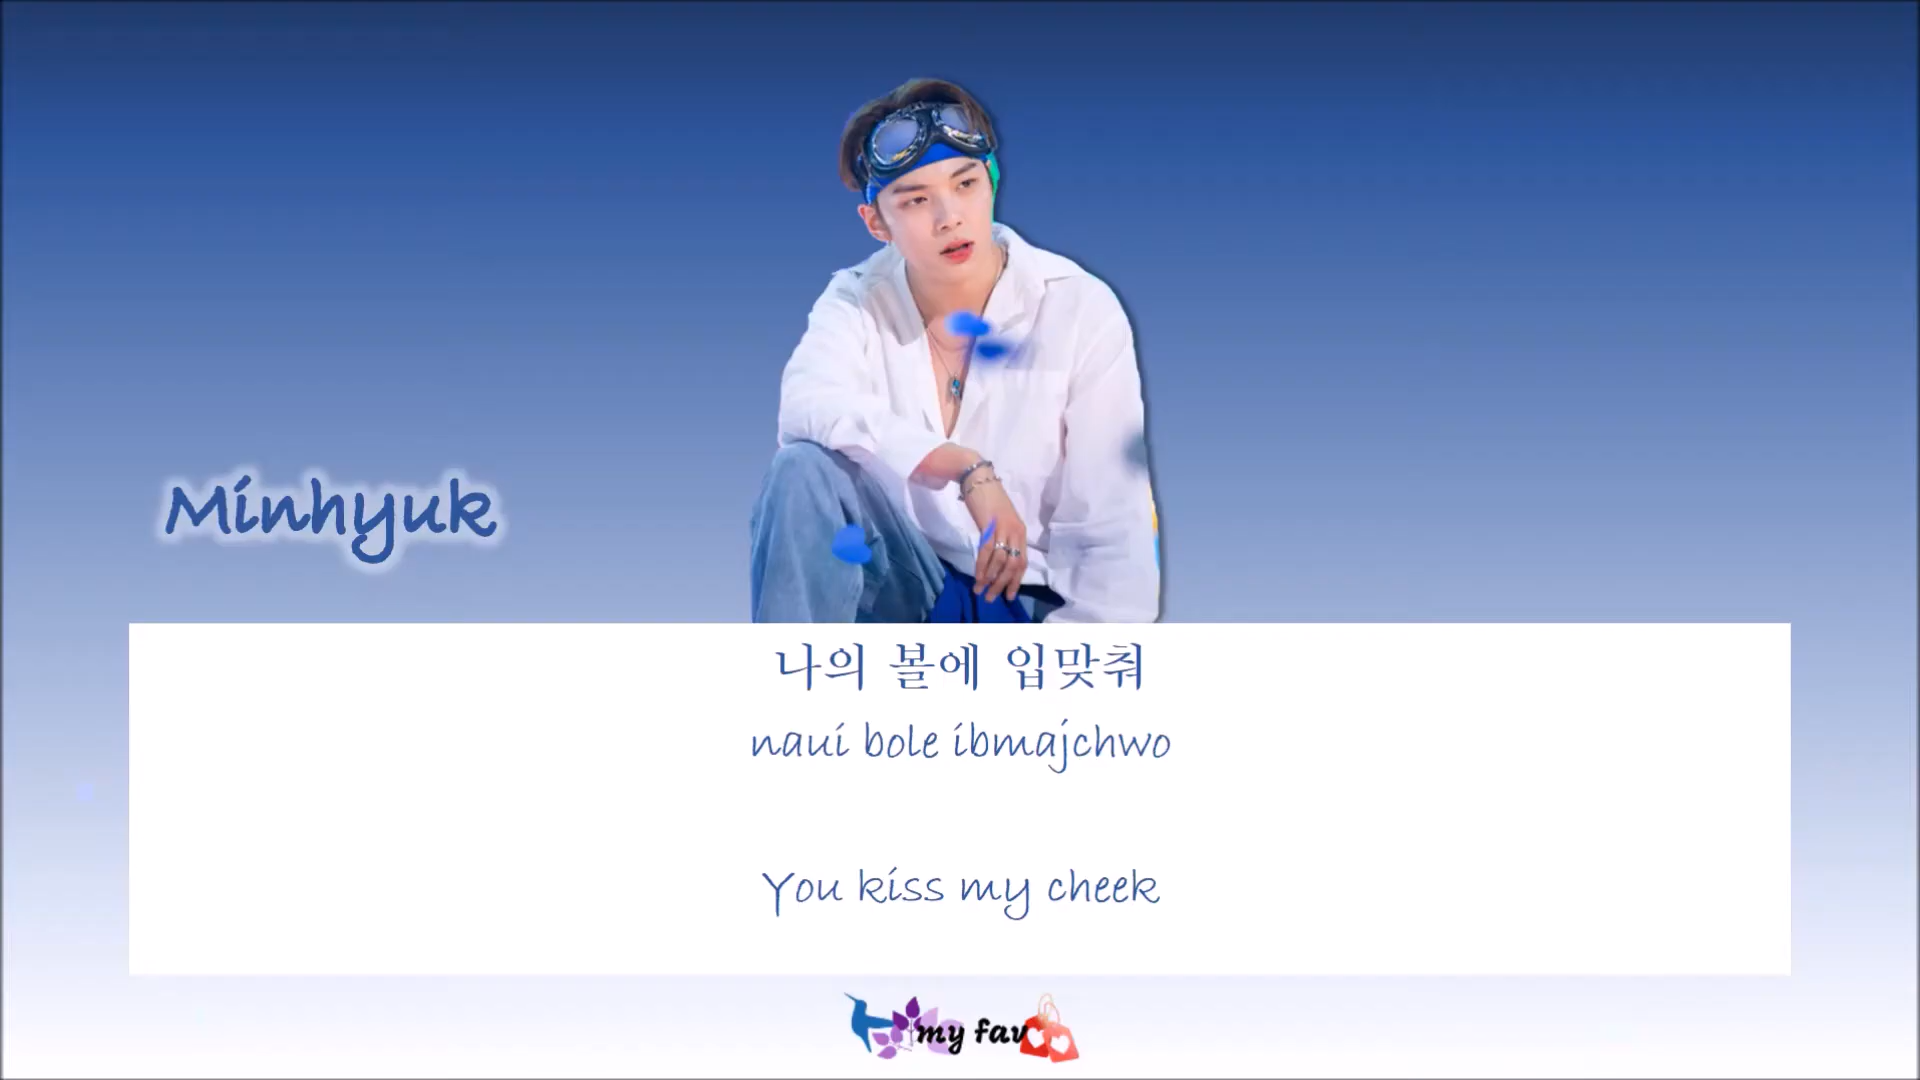 Minhyuk
나의 볼에 입맞춰
naui bole ibmajchwo
You kiss my cheek
my fav